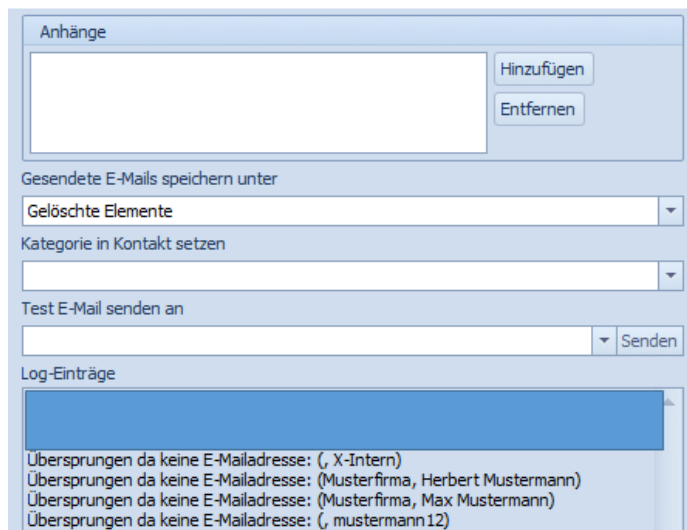 Anhänge
Hinzufügen
Entfernen
Gesendete E-Mails speichern unter
Gelöschte Elemente
Kategorie in Kontakt setzen
Test E-Mail senden an
Senden
Log-Einträge
Übersprungen da keine E-Mailadresse: (, X-Intern)
Übersprungen da keine E-Mailadresse: (Musterfirma, Herbert Mustermann)
Übersprungen da keine E-Mailadresse: (Musterfirma, Max Mustermann)
Übersprungen da keine E-Mailadresse: (, mustermann12)